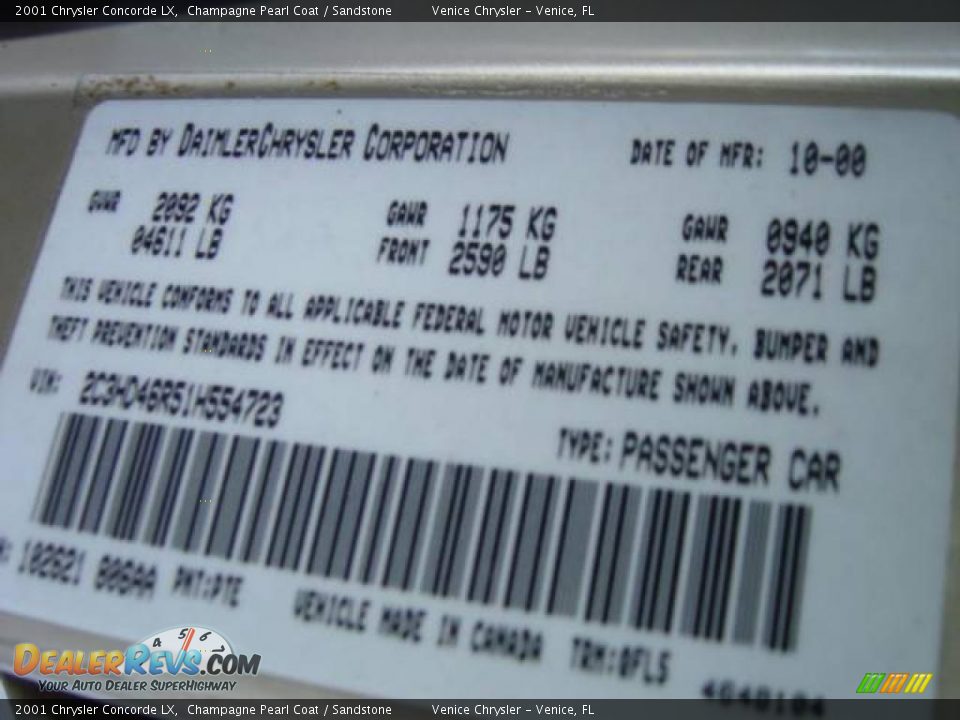 2001 Chrysler Concorde LX, Champagne Pearl Coat / Sandstone Venice Chrysler - Venice, FL
MFD BY DAIMLERCHRYSLER CORPORATION DATE OF MFR: 10-00
GVWR 2092 KG GAWR 1175 KG GAWR 0940 KG
04611 LB FRONT 2590 LB REAR 2071 LB
THIS VEHICLE CONFORMS TO ALL APPLICABLE FEDERAL MOTOR VEHICLE SAFETY, BUMPER AND
THEFT PREVENTION STANDARDS IN EFFECT ON THE DATE OF MANUFACTURE SHOWN ABOVE.
VIN: 2C3HD46R51H554723
TYPE: PASSENGER CAR
102621 006AA PNT:PTE
VEHICLE MADE IN CANADA TRM:0FL5
DEALERREVS.COM
YOUR AUTO DEALER SUPERHIGHWAY
2001 Chrysler Concorde LX, Champagne Pearl Coat / Sandstone Venice Chrysler - Venice, FL